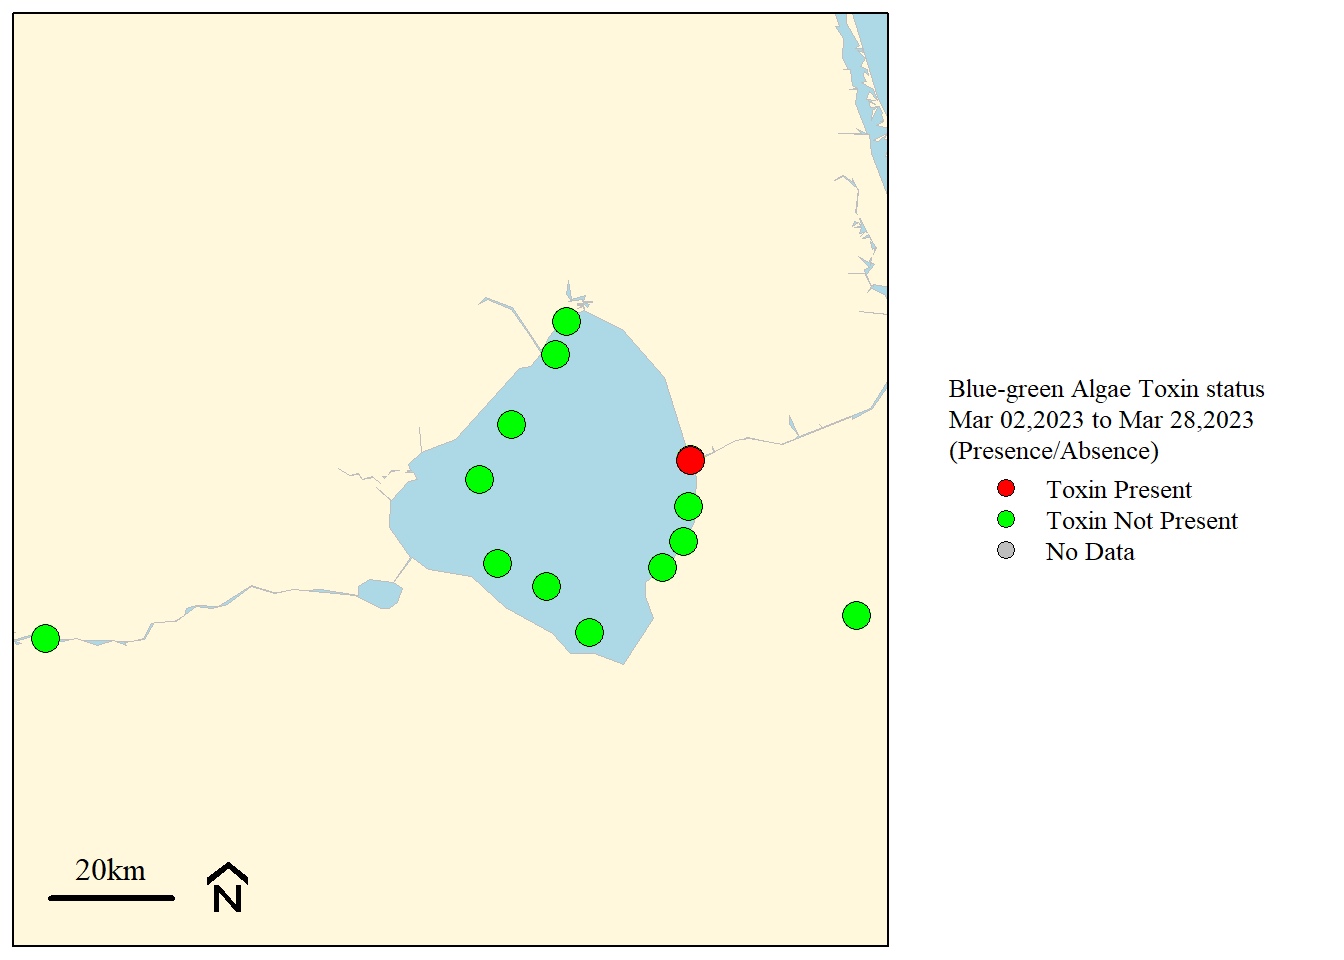 Blue-green Algae Toxin status
Mar 02,2023 to Mar 28,2023
(Presence/Absence)
Toxin Present
Toxin Not Present
No Data
20km
N